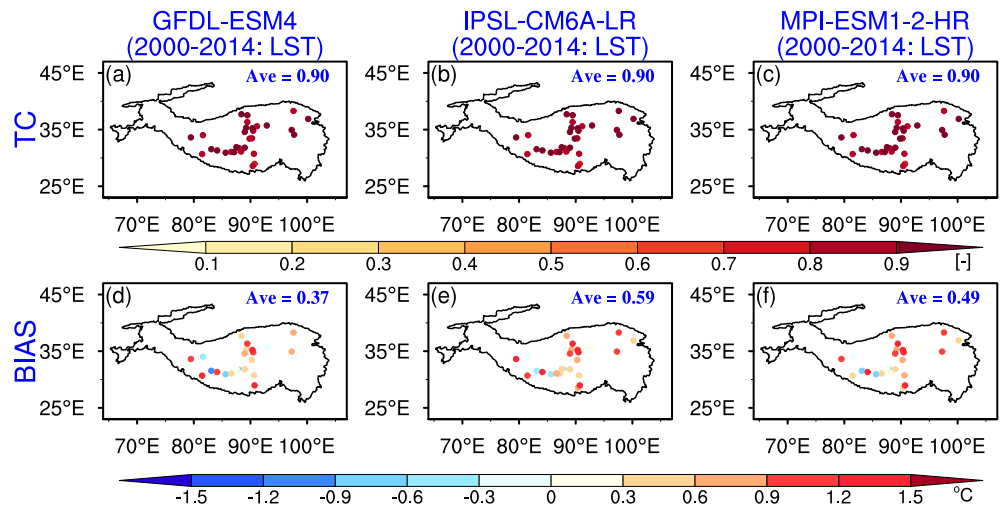 GFDL-ESM4 IPSL-CM6A-LR MPI-ESM1-2-HR
(2000-2014: LST) (2000-2014: LST) (2000-2014: LST)
TC
45°E (a) Ave = 0.90 45°E (b) Ave = 0.90 45°E (c) Ave = 0.90
35°E 35°E 35°E
25°E 25°E 25°E
70°E 80°E 90°E 100°E 70°E 80°E 90°E 100°E 70°E 80°E 90°E 100°E
0.1 0.2 0.3 0.4 0.5 0.6 0.7 0.8 0.9 [-]
BIAS
45°E (d) Ave = 0.37 45°E (e) Ave = 0.59 45°E (f) Ave = 0.49
35°E 35°E 35°E
25°E 25°E 25°E
70°E 80°E 90°E 100°E 70°E 80°E 90°E 100°E 70°E 80°E 90°E 100°E
-1.5 -1.2 -0.9 -0.6 -0.3 0 0.3 0.6 0.9 1.2 1.5 °C